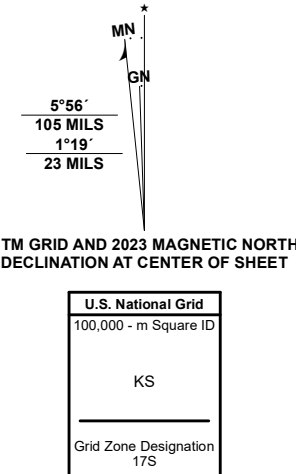 MN
GN
5°56´
105 MILS
1°19´
23 MILS
TM GRID AND 2023 MAGNETIC NORTH
DECLINATION AT CENTER OF SHEET
U.S. National Grid
100,000 - m Square ID
KS
Grid Zone Designation
17S